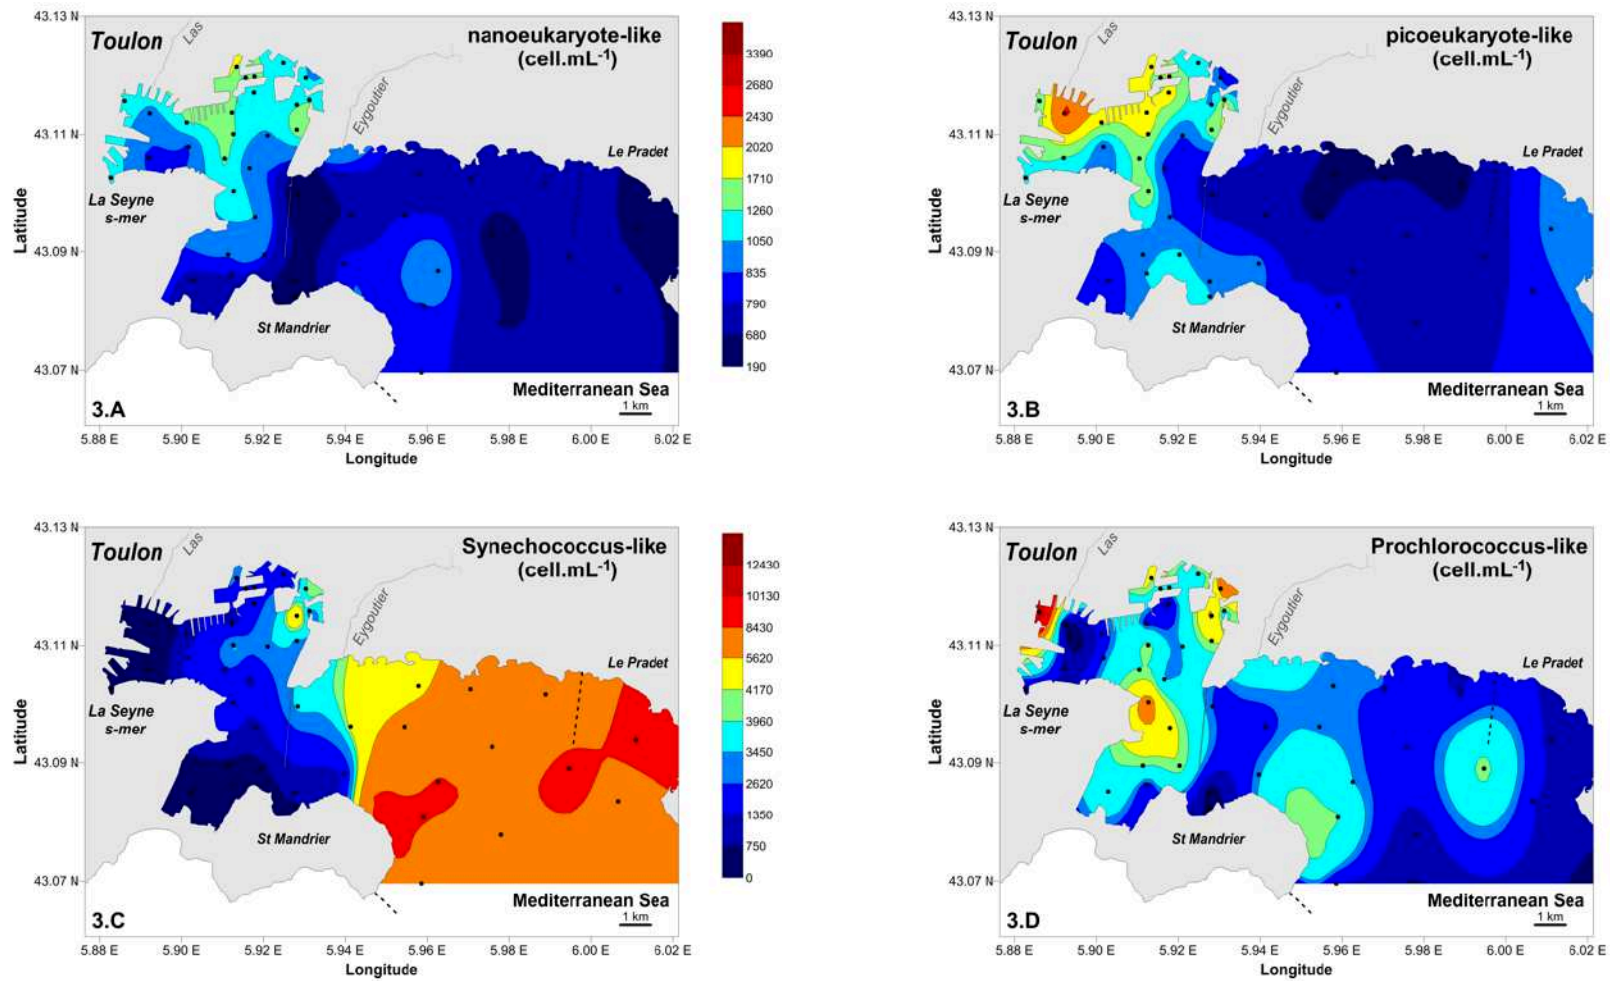 43.13 N
Toulon
Las
nanoeukaryote-like
(cell.mL-1)
Eygoutier
43.11 N
Le Pradet
La Seyne
s-mer
Latitude
43.09 N
St Mandrier
43.07 N
Mediterranean Sea
3.A
1 km
5.88 E 5.90 E 5.92 E 5.94 E 5.96 E 5.98 E 6.00 E 6.02 E
Longitude
3390
2680
2430
2020
1710
1260
1050
835
790
680
190
43.13 N
Toulon
Las
picoeukaryote-like
(cell.mL-1)
Eygoutier
43.11 N
Le Pradet
La Seyne
s-mer
Latitude
43.09 N
St Mandrier
43.07 N
Mediterranean Sea
3.B
1 km
5.88 E 5.90 E 5.92 E 5.94 E 5.96 E 5.98 E 6.00 E 6.02 E
Longitude
43.13 N
Toulon
Las
Synechococcus-like
(cell.mL-1)
Eygoutier
43.11 N
Le Pradet
La Seyne
s-mer
Latitude
43.09 N
St Mandrier
43.07 N
Mediterranean Sea
3.C
1 km
5.88 E 5.90 E 5.92 E 5.94 E 5.96 E 5.98 E 6.00 E 6.02 E
Longitude
12430
10130
8430
5620
4170
3960
3450
2620
1350
750
0
43.13 N
Toulon
Las
Prochlorococcus-like
(cell.mL-1)
Eygoutier
43.11 N
Le Pradet
La Seyne
s-mer
Latitude
43.09 N
St Mandrier
43.07 N
Mediterranean Sea
3.D
1 km
5.88 E 5.90 E 5.92 E 5.94 E 5.96 E 5.98 E 6.00 E 6.02 E
Longitude